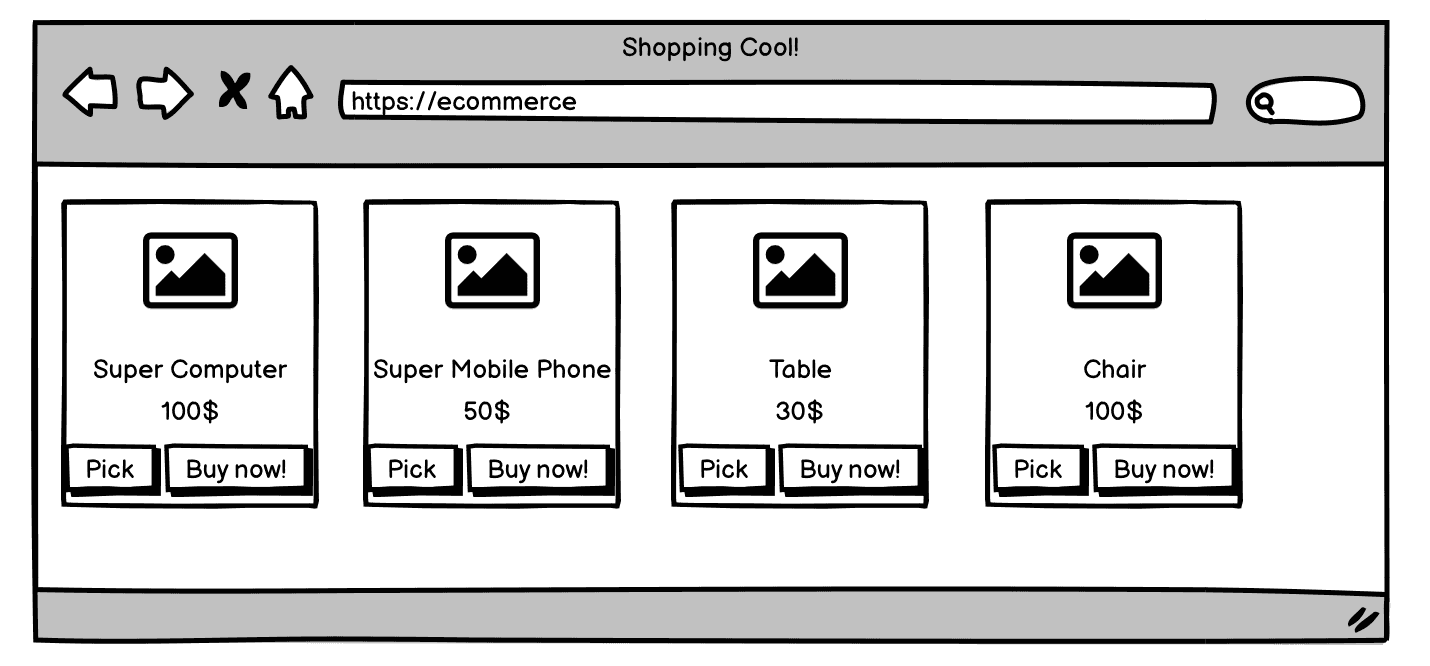 Shopping Cool!
https://ecommerce
Super Computer
100$
Pick
Buy now!
Super Mobile Phone
50$
Pick
Buy now!
Table
30$
Pick
Buy now!
Chair
100$
Pick
Buy now!